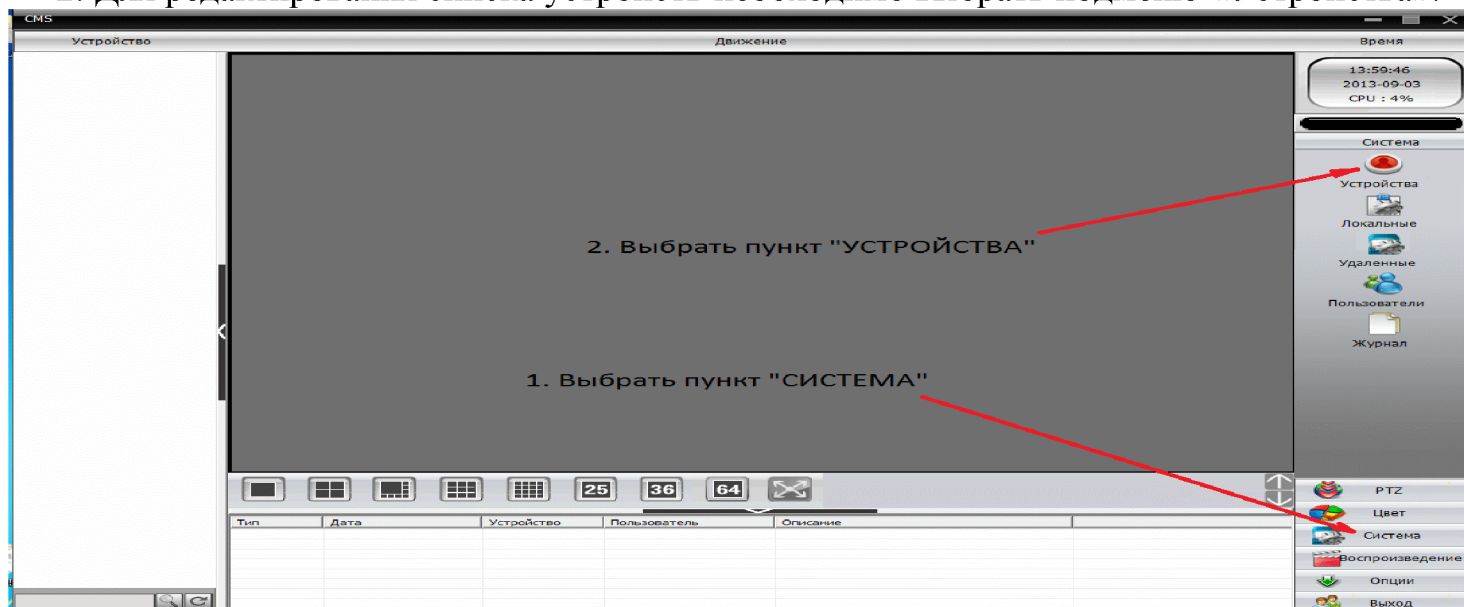 CMS
Устройство
Движение
Время
13:59:46
2013-09-03
CPU : 4%
Система
Устройства
Локальные
Удаленные
Пользователи
Журнал
2. Выбрать пункт "УСТРОЙСТВА"
1. Выбрать пункт "СИСТЕМА"
25 36 64
Тип Дата Устройство Пользователь Описание
PTZ
Цвет
Система
Воспроизведение
Опции
Выход